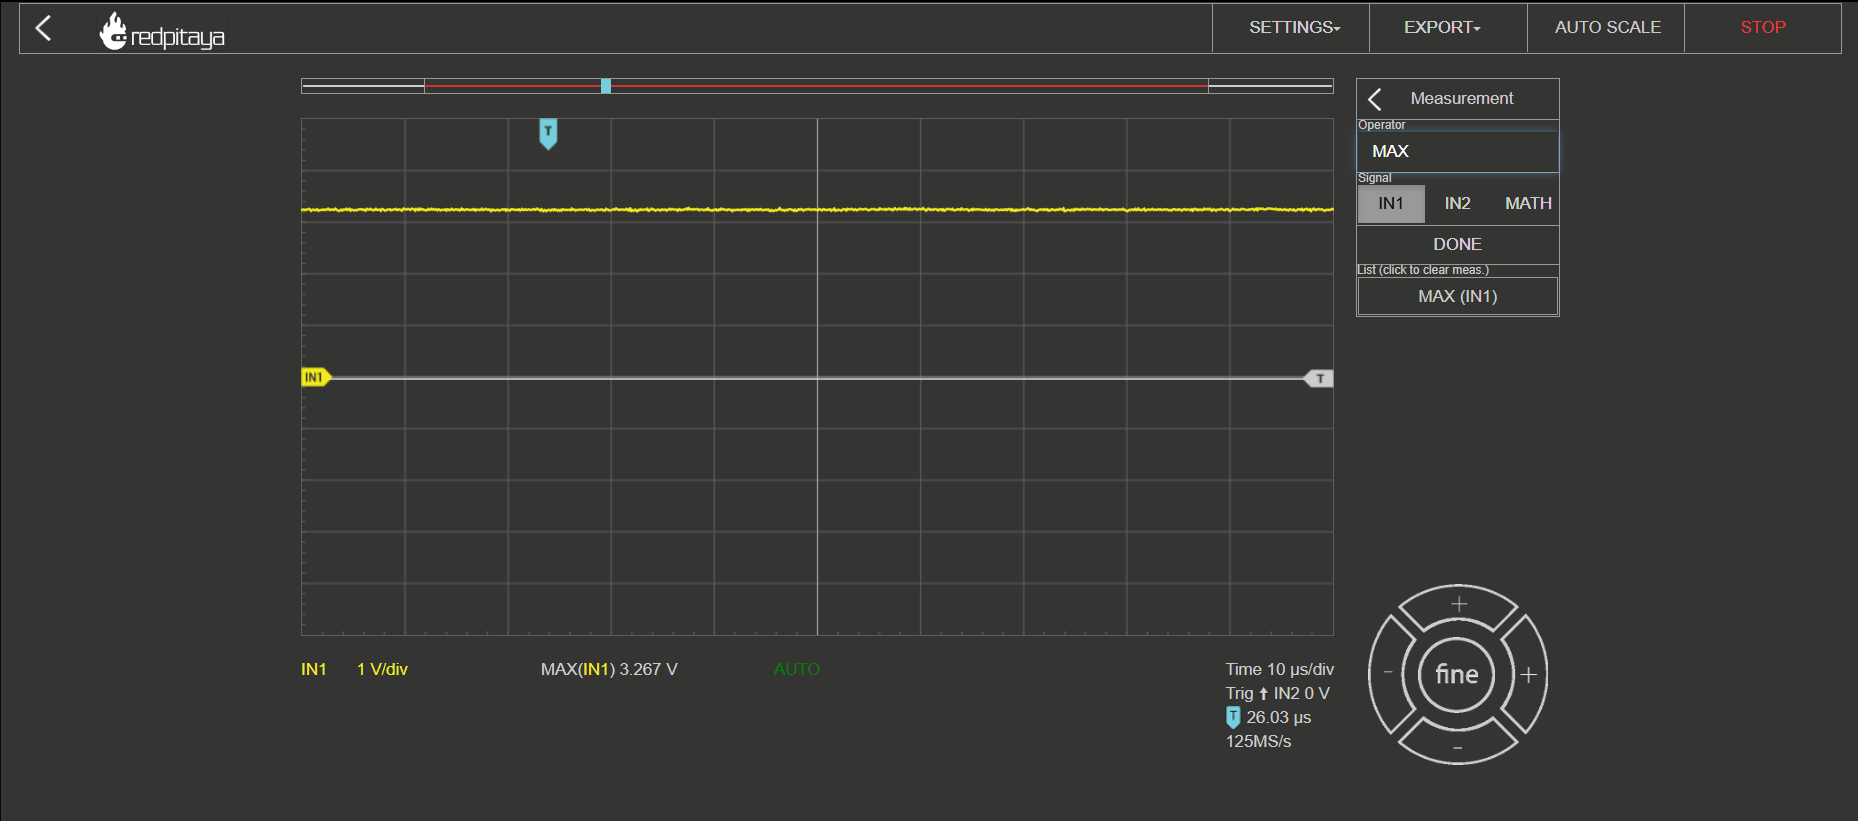 redpitaya
SETTINGS
EXPORT
AUTO SCALE
STOP
Measurement
Operator
MAX
Signal
IN1 IN2 MATH
DONE
List (click to clear meas.)
MAX (IN1)
T
IN1
T
IN1 1 V/div MAX(IN1) 3.267 V AUTO Time 10 µs/div
Trig IN2 0 V
T 26.03 µs
125MS/s
+
- fine +
-